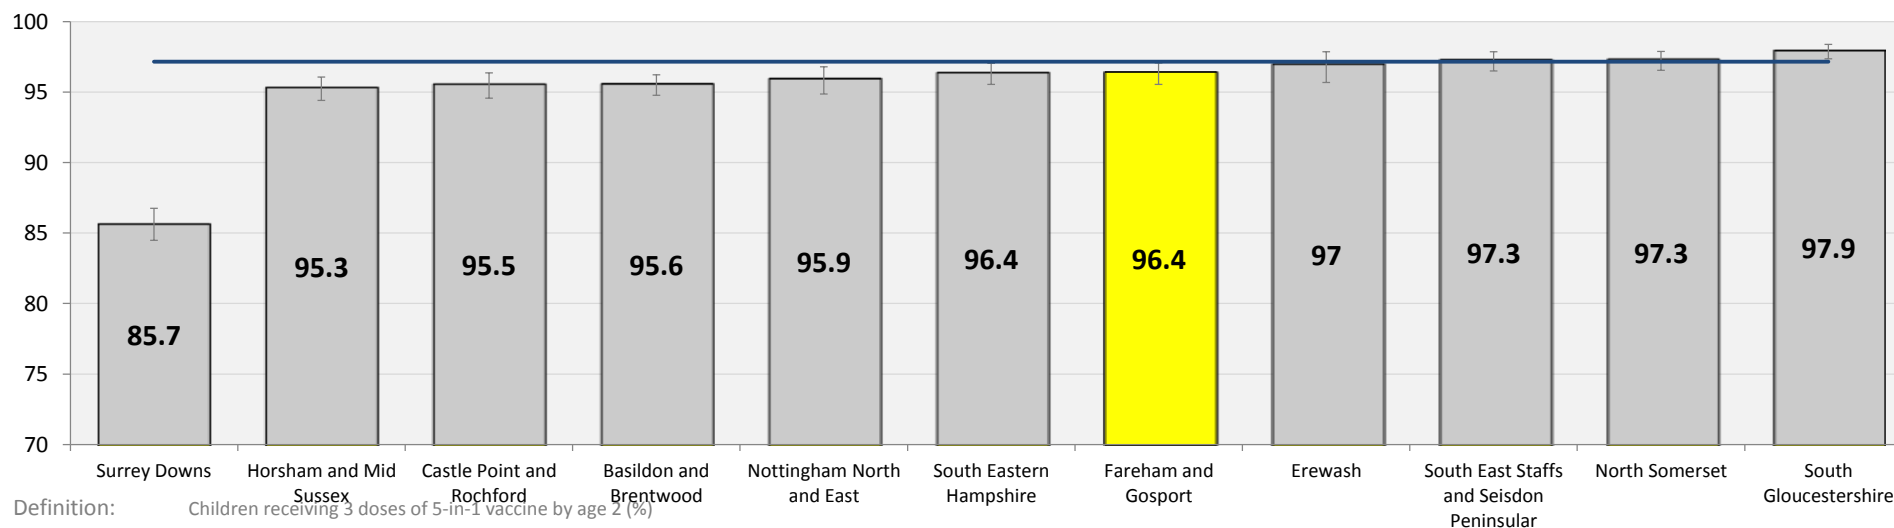 100
95
90
85
80
75
70
85.7
95.3
95.5
95.6
95.9
96.4
96.4
97
97.3
97.3
97.9
Surrey Downs
Horsham and Mid
Sussex
Castle Point and
Rochford
Basildon and
Brentwood
Nottingham North
and East
South Eastern
Hampshire
Fareham and
Gosport
Erewash
South East Staffs
and Seisdon
Peninsular
North Somerset
South
Gloucestershire
Definition: Children receiving 3 doses of 5-in-1 vaccine by age 2 (%)